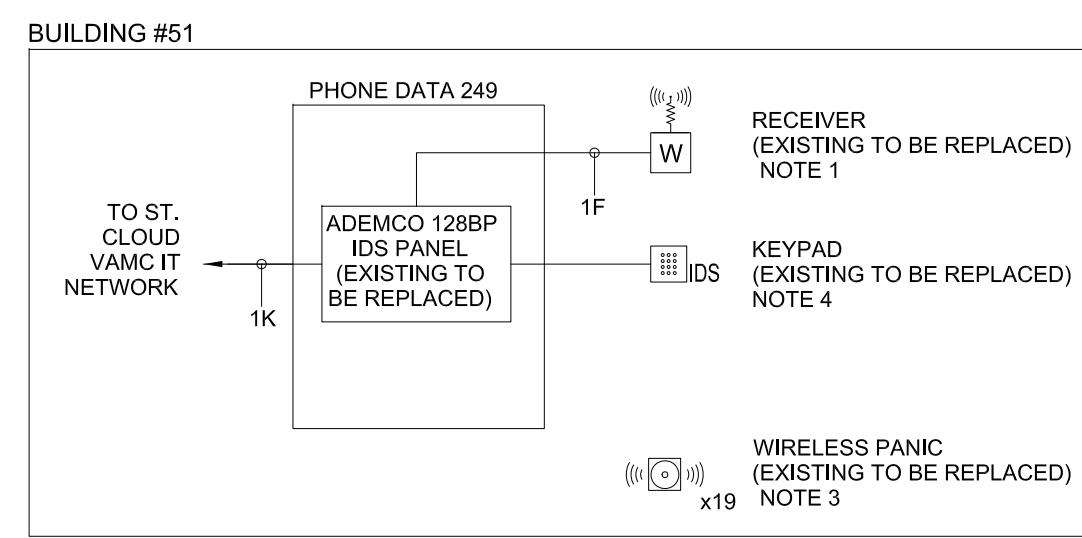 BUILDING #51
PHONE DATA 249
RECEIVER
(EXISTING TO BE REPLACED)
NOTE 1
W
1F
TO ST.
CLOUD
VAMC IT
NETWORK
1K
ADEMCO 128BP
IDS PANEL
(EXISTING TO
BE REPLACED)
IDS
KEYPAD
(EXISTING TO BE REPLACED)
NOTE 4
x19
WIRELESS PANIC
(EXISTING TO BE REPLACED)
NOTE 3